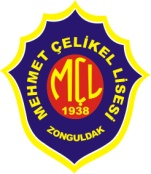 MEHMET ÇELİKEL LİSESİ
MÇL
1938
ZONGULDAK